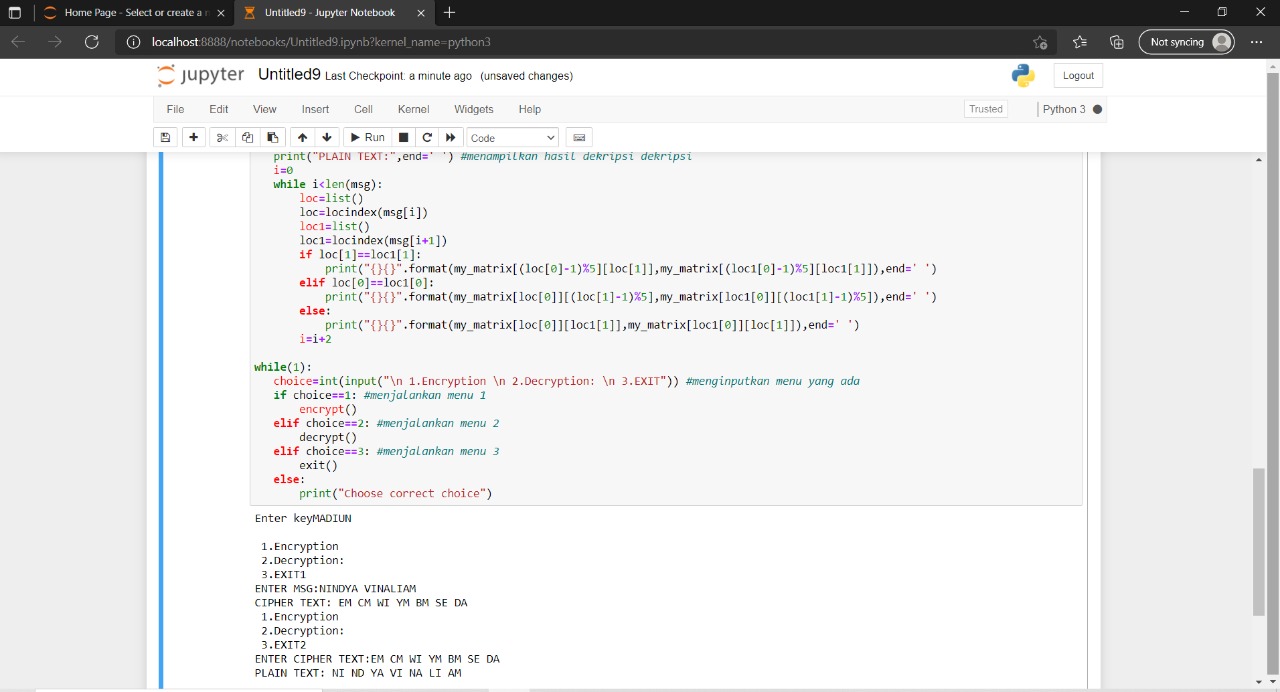 Home Page - Select or create a n
Untitled9 - Jupyter Notebook
localhost:8888/notebooks/Untitled9.ipynb?kernel_name=python3
Not syncing
jupyter Untitled9 Last Checkpoint: a minute ago (unsaved changes)
Logout
File Edit View Insert Cell Kernel Widgets Help
Trusted
Python 3
Run
Code
print("PLAIN TEXT:",end=' ') #menampilkan hasil dekripsi dekripsi
i=0
while i<len(msg):
loc=list()
loc=locindex(msg[i])
loc1=list()
loc1=locindex(msg[i+1])
if loc[1]==loc1[1]:
print("{}{}".format(my_matrix[(loc[0]-1)%5][loc[1]],my_matrix[(loc1[0]-1)%5][loc1[1]]),end=' ')
elif loc[0]==loc1[0]:
print("{}{}".format(my_matrix[loc[0]][(loc[1]-1)%5],my_matrix[loc1[0]][(loc1[1]-1)%5]),end=' ')
else:
print("{}{}".format(my_matrix[loc[0]][loc1[1]],my_matrix[loc1[0]][loc[1]]),end=' ')
i=i+2
while(1):
choice=int(input("\n 1.Encryption \n 2.Decryption: \n 3.EXIT")) #menginputkan menu yang ada
if choice==1: #menjalankan menu 1
encrypt()
elif choice==2: #menjalankan menu 2
decrypt()
elif choice==3: #menjalankan menu 3
exit()
else:
print("Choose correct choice")
Enter keyMADIUN
1.Encryption
2.Decryption:
3.EXIT1
ENTER MSG:NINDYA VINALIAM
CIPHER TEXT: EM CM WI YM BM SE DA
1.Encryption
2.Decryption:
3.EXIT2
ENTER CIPHER TEXT:EM CM WI YM BM SE DA
PLAIN TEXT: NI ND YA VI NA LI AM